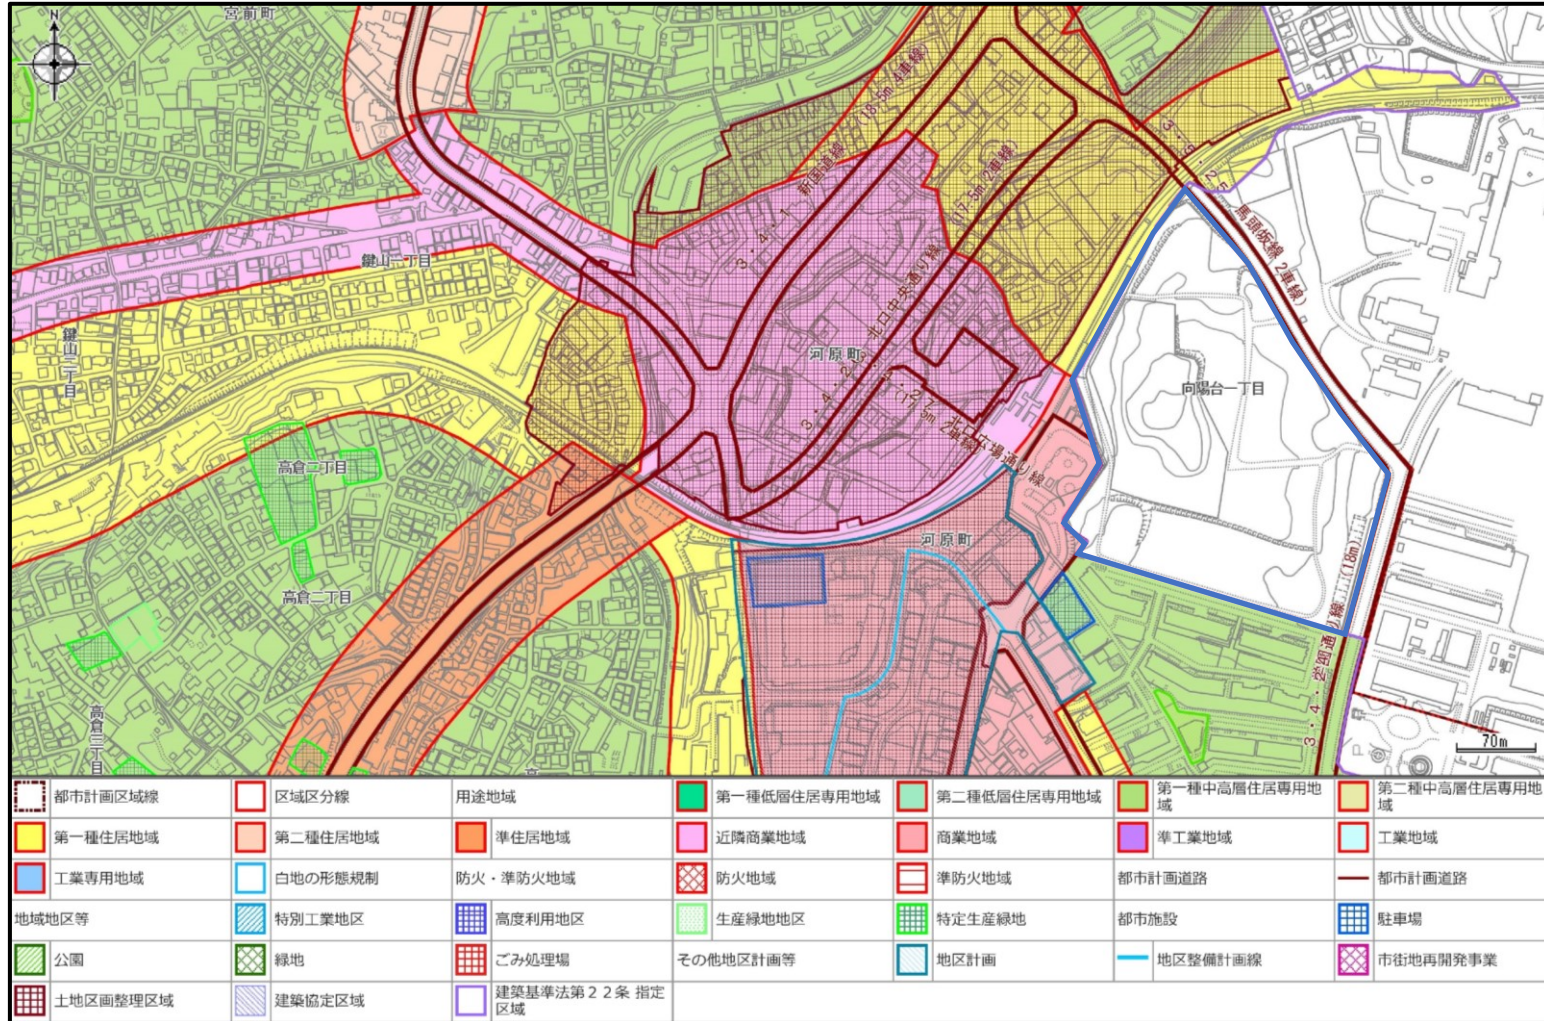 宮前町
N
新国道線 (18.5m 4車線)
3・4・1
(17.5m 2車線)
北口中央通り線
3・4・2
鍵山一丁目
鍵山二丁目
河原町
馬頭坂線 2車線)
向陽台一丁目
北口広場通り線
高倉二丁目
河原町
高倉二丁目
(18m)
高倉三丁目
3・4・
70m
都市計画区域線
区域区分線
用途地域
第一種低層住居専用地域
第二種低層住居専用地域
第一種中高層住居専用地域
第二種中高層住居専用地域
第一種住居地域
第二種住居地域
準住居地域
近隣商業地域
商業地域
準工業地域
工業地域
工業専用地域
白地の形態規制
防火・準防火地域
防火地域
準防火地域
都市計画道路
都市計画道路
地域地区等
特別工業地区
高度利用地区
生産緑地地区
特定生産緑地
都市施設
駐車場
公園
緑地
ごみ処理場
その他地区計画等
地区計画
地区整備計画線
市街地再開発事業
土地区画整理区域
建築協定区域
建築基準法第22条 指定
区域